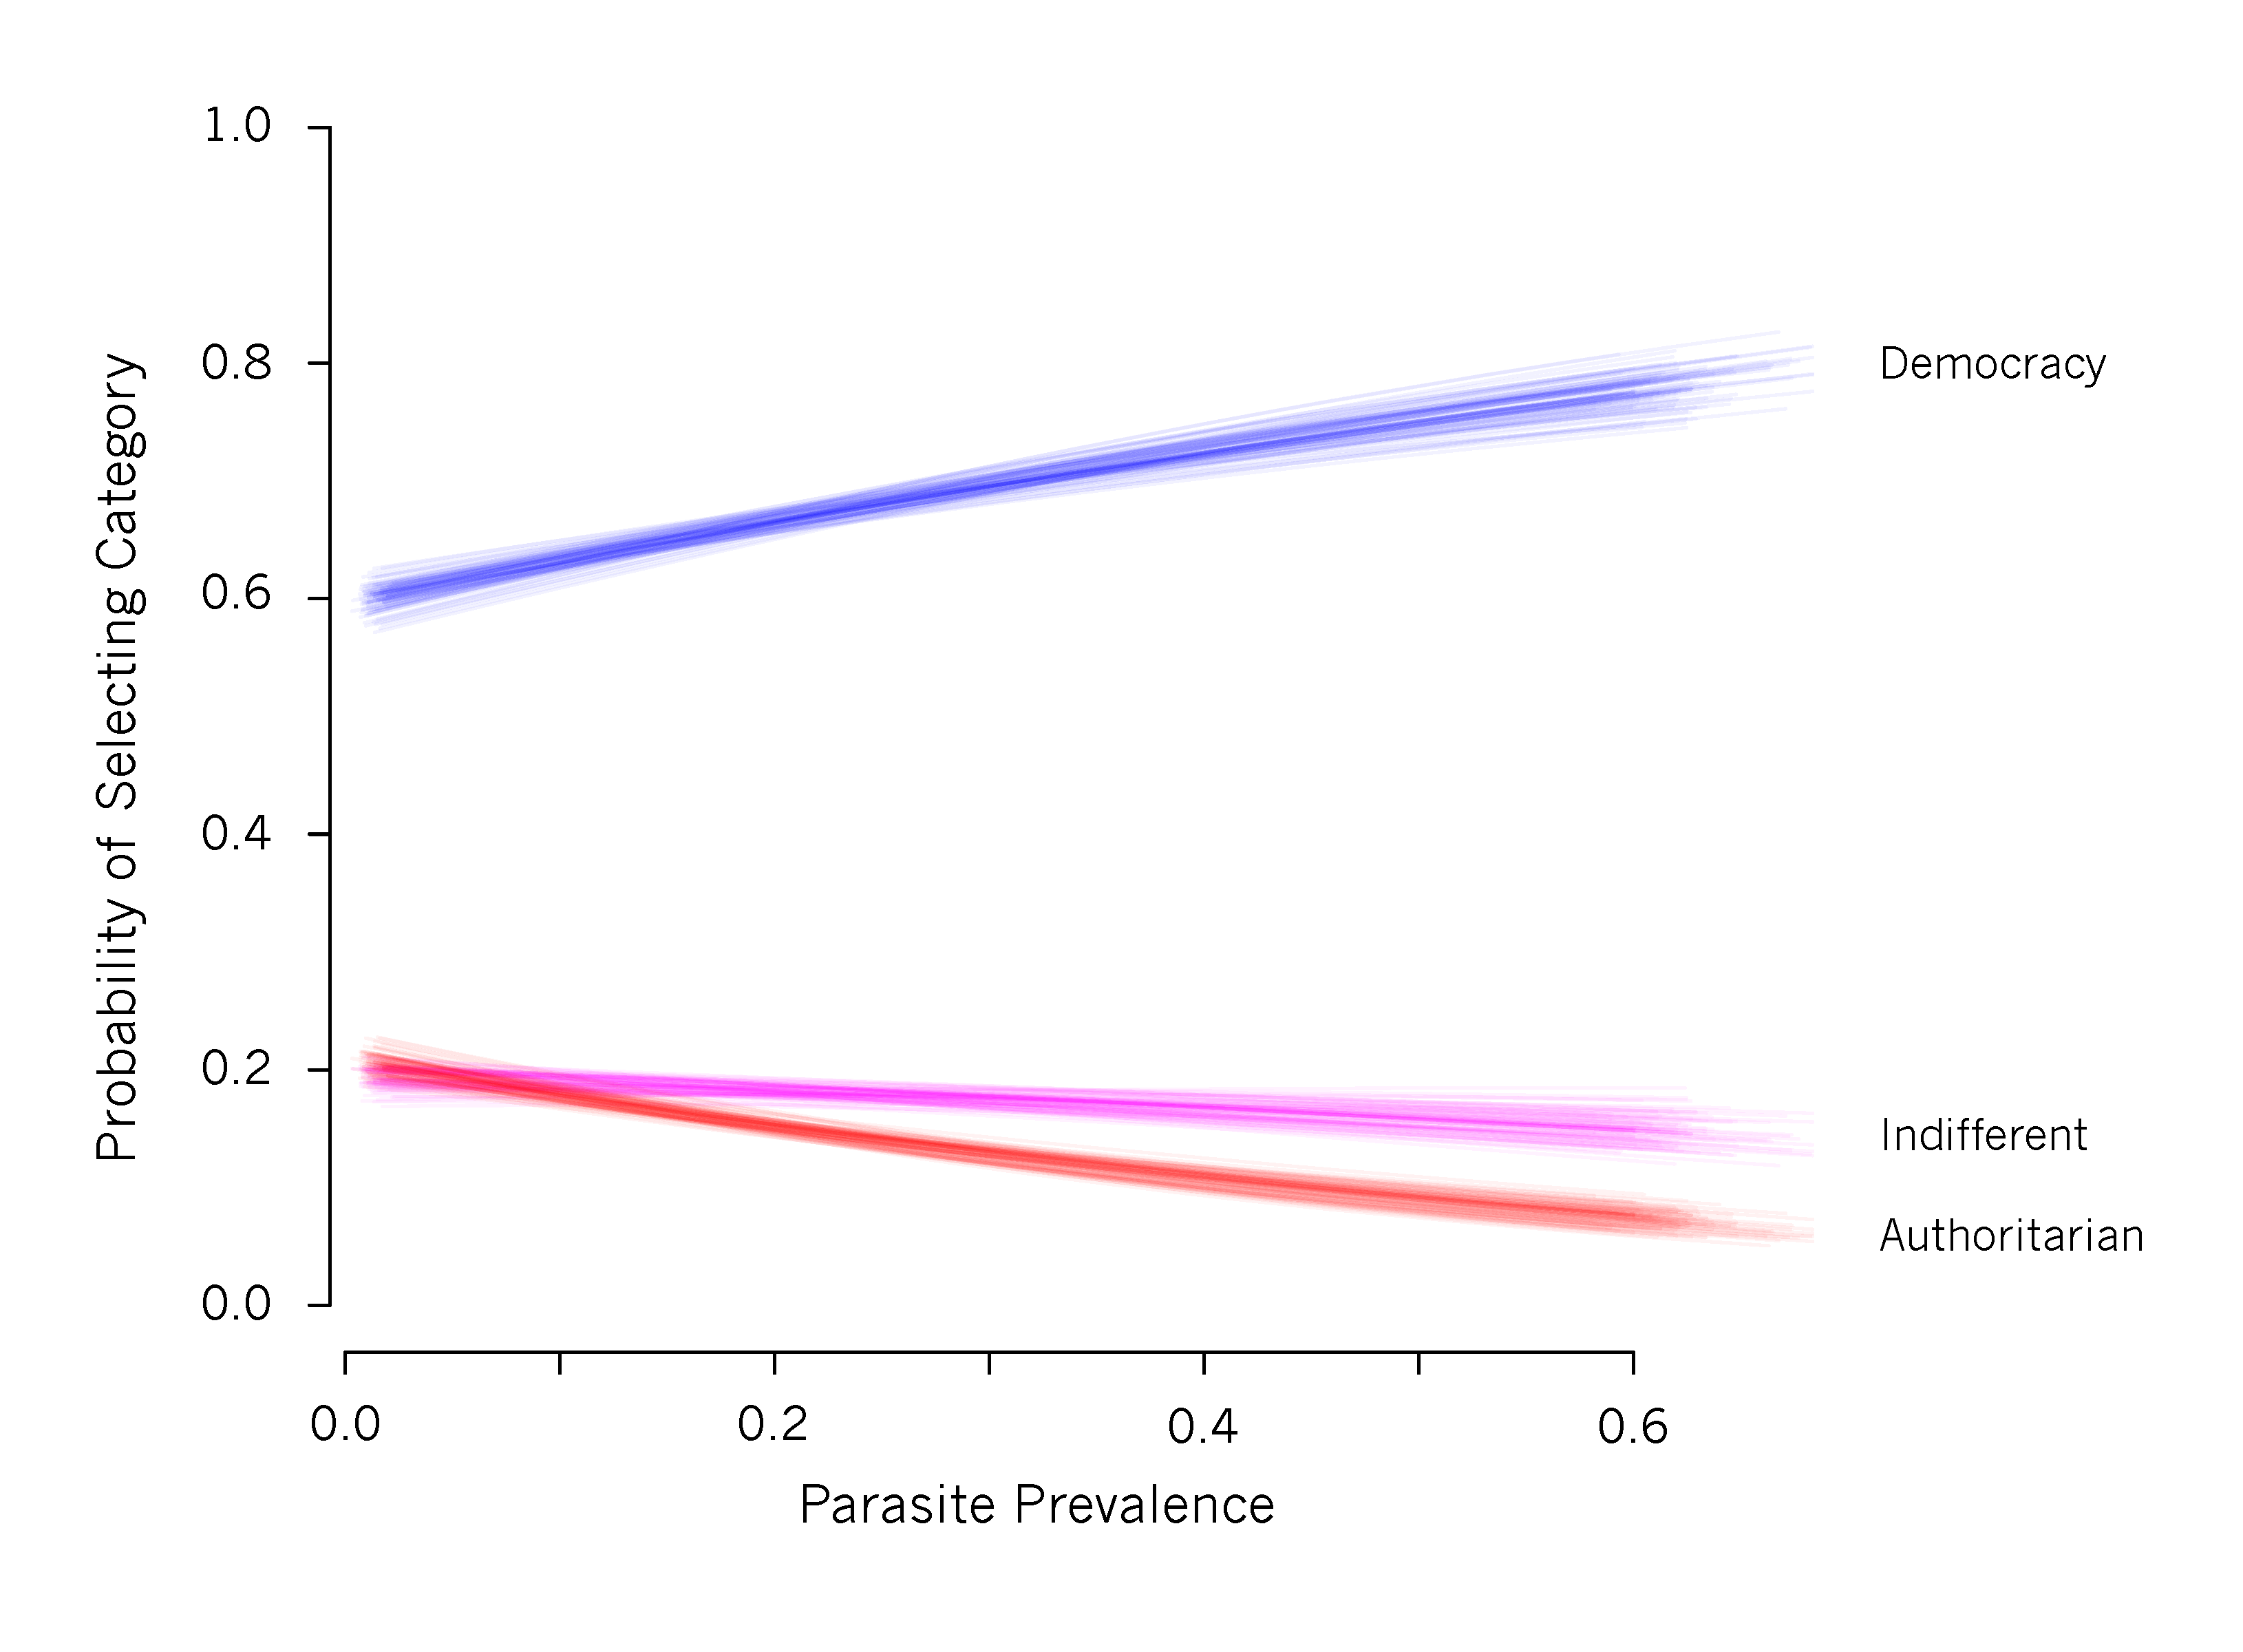 Probability of Selecting Category
1.0
0.8
0.6
0.4
0.2
0.0
Democracy
Indifferent
Authoritarian
0.0 0.2 0.4 0.6
Parasite Prevalence